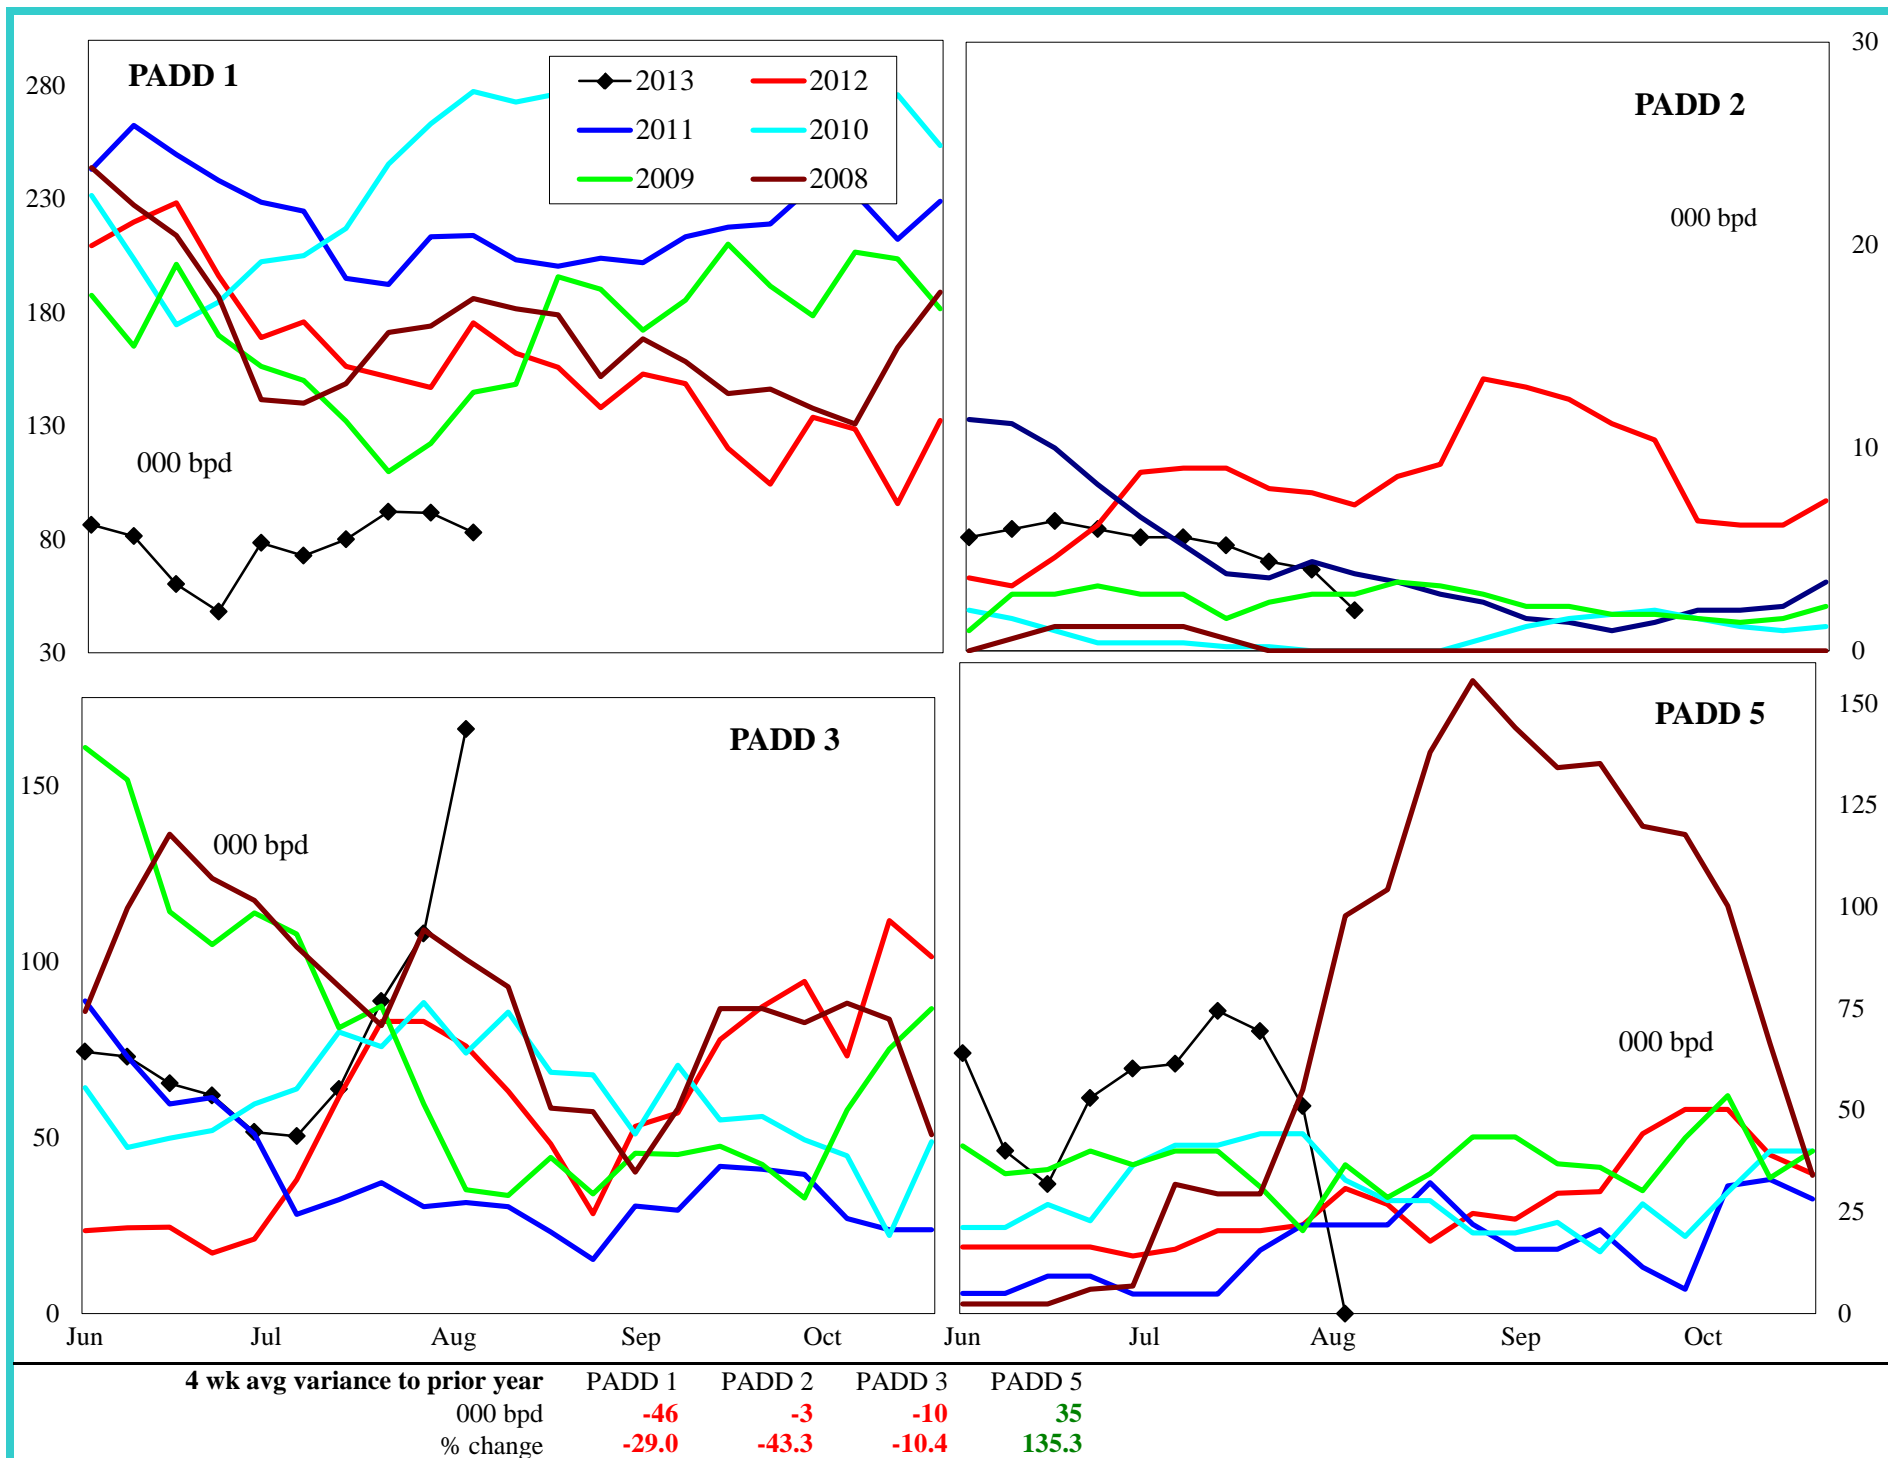 PADD 1
280
230
180
130
80
30
000 bpd
2013 2012
2011 2010
2009 2008
PADD 2
000 bpd
30
20
10
0
PADD 3
000 bpd
150
100
50
0
Jun Jul Aug Sep Oct
PADD 5
000 bpd
150
125
100
75
50
25
0
Jun Jul Aug Sep Oct
4 wk avg variance to prior year PADD 1 PADD 2 PADD 3 PADD 5
000 bpd -46 -3 -10 35
% change -29.0 -43.3 -10.4 135.3